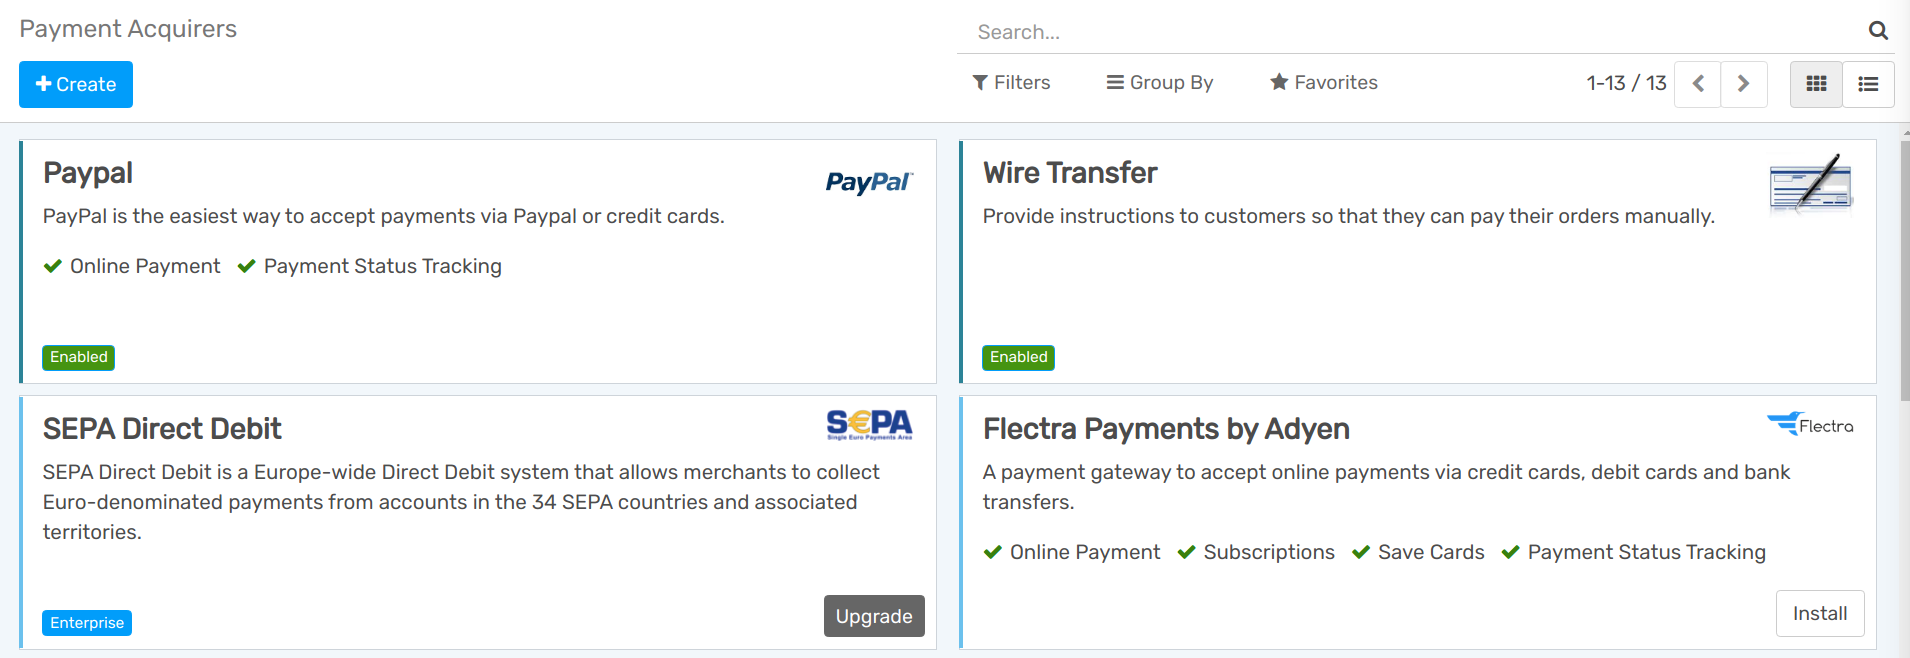 Payment Acquirers
Search...
Create
Filters
Group By
Favorites
1-13 / 13
Paypal
PayPal™
PayPal is the easiest way to accept payments via Paypal or credit cards.
Online Payment
Payment Status Tracking
Enabled
Wire Transfer
Provide instructions to customers so that they can pay their orders manually.
Enabled
SEPA Direct Debit
S€PA
Single Euro Payments Area
SEPA Direct Debit is a Europe-wide Direct Debit system that allows merchants to collect
Euro-denominated payments from accounts in the 34 SEPA countries and associated
territories.
Enterprise
Upgrade
Flectra Payments by Adyen
Flectra
A payment gateway to accept online payments via credit cards, debit cards and bank
transfers.
Online Payment
Subscriptions
Save Cards
Payment Status Tracking
Install